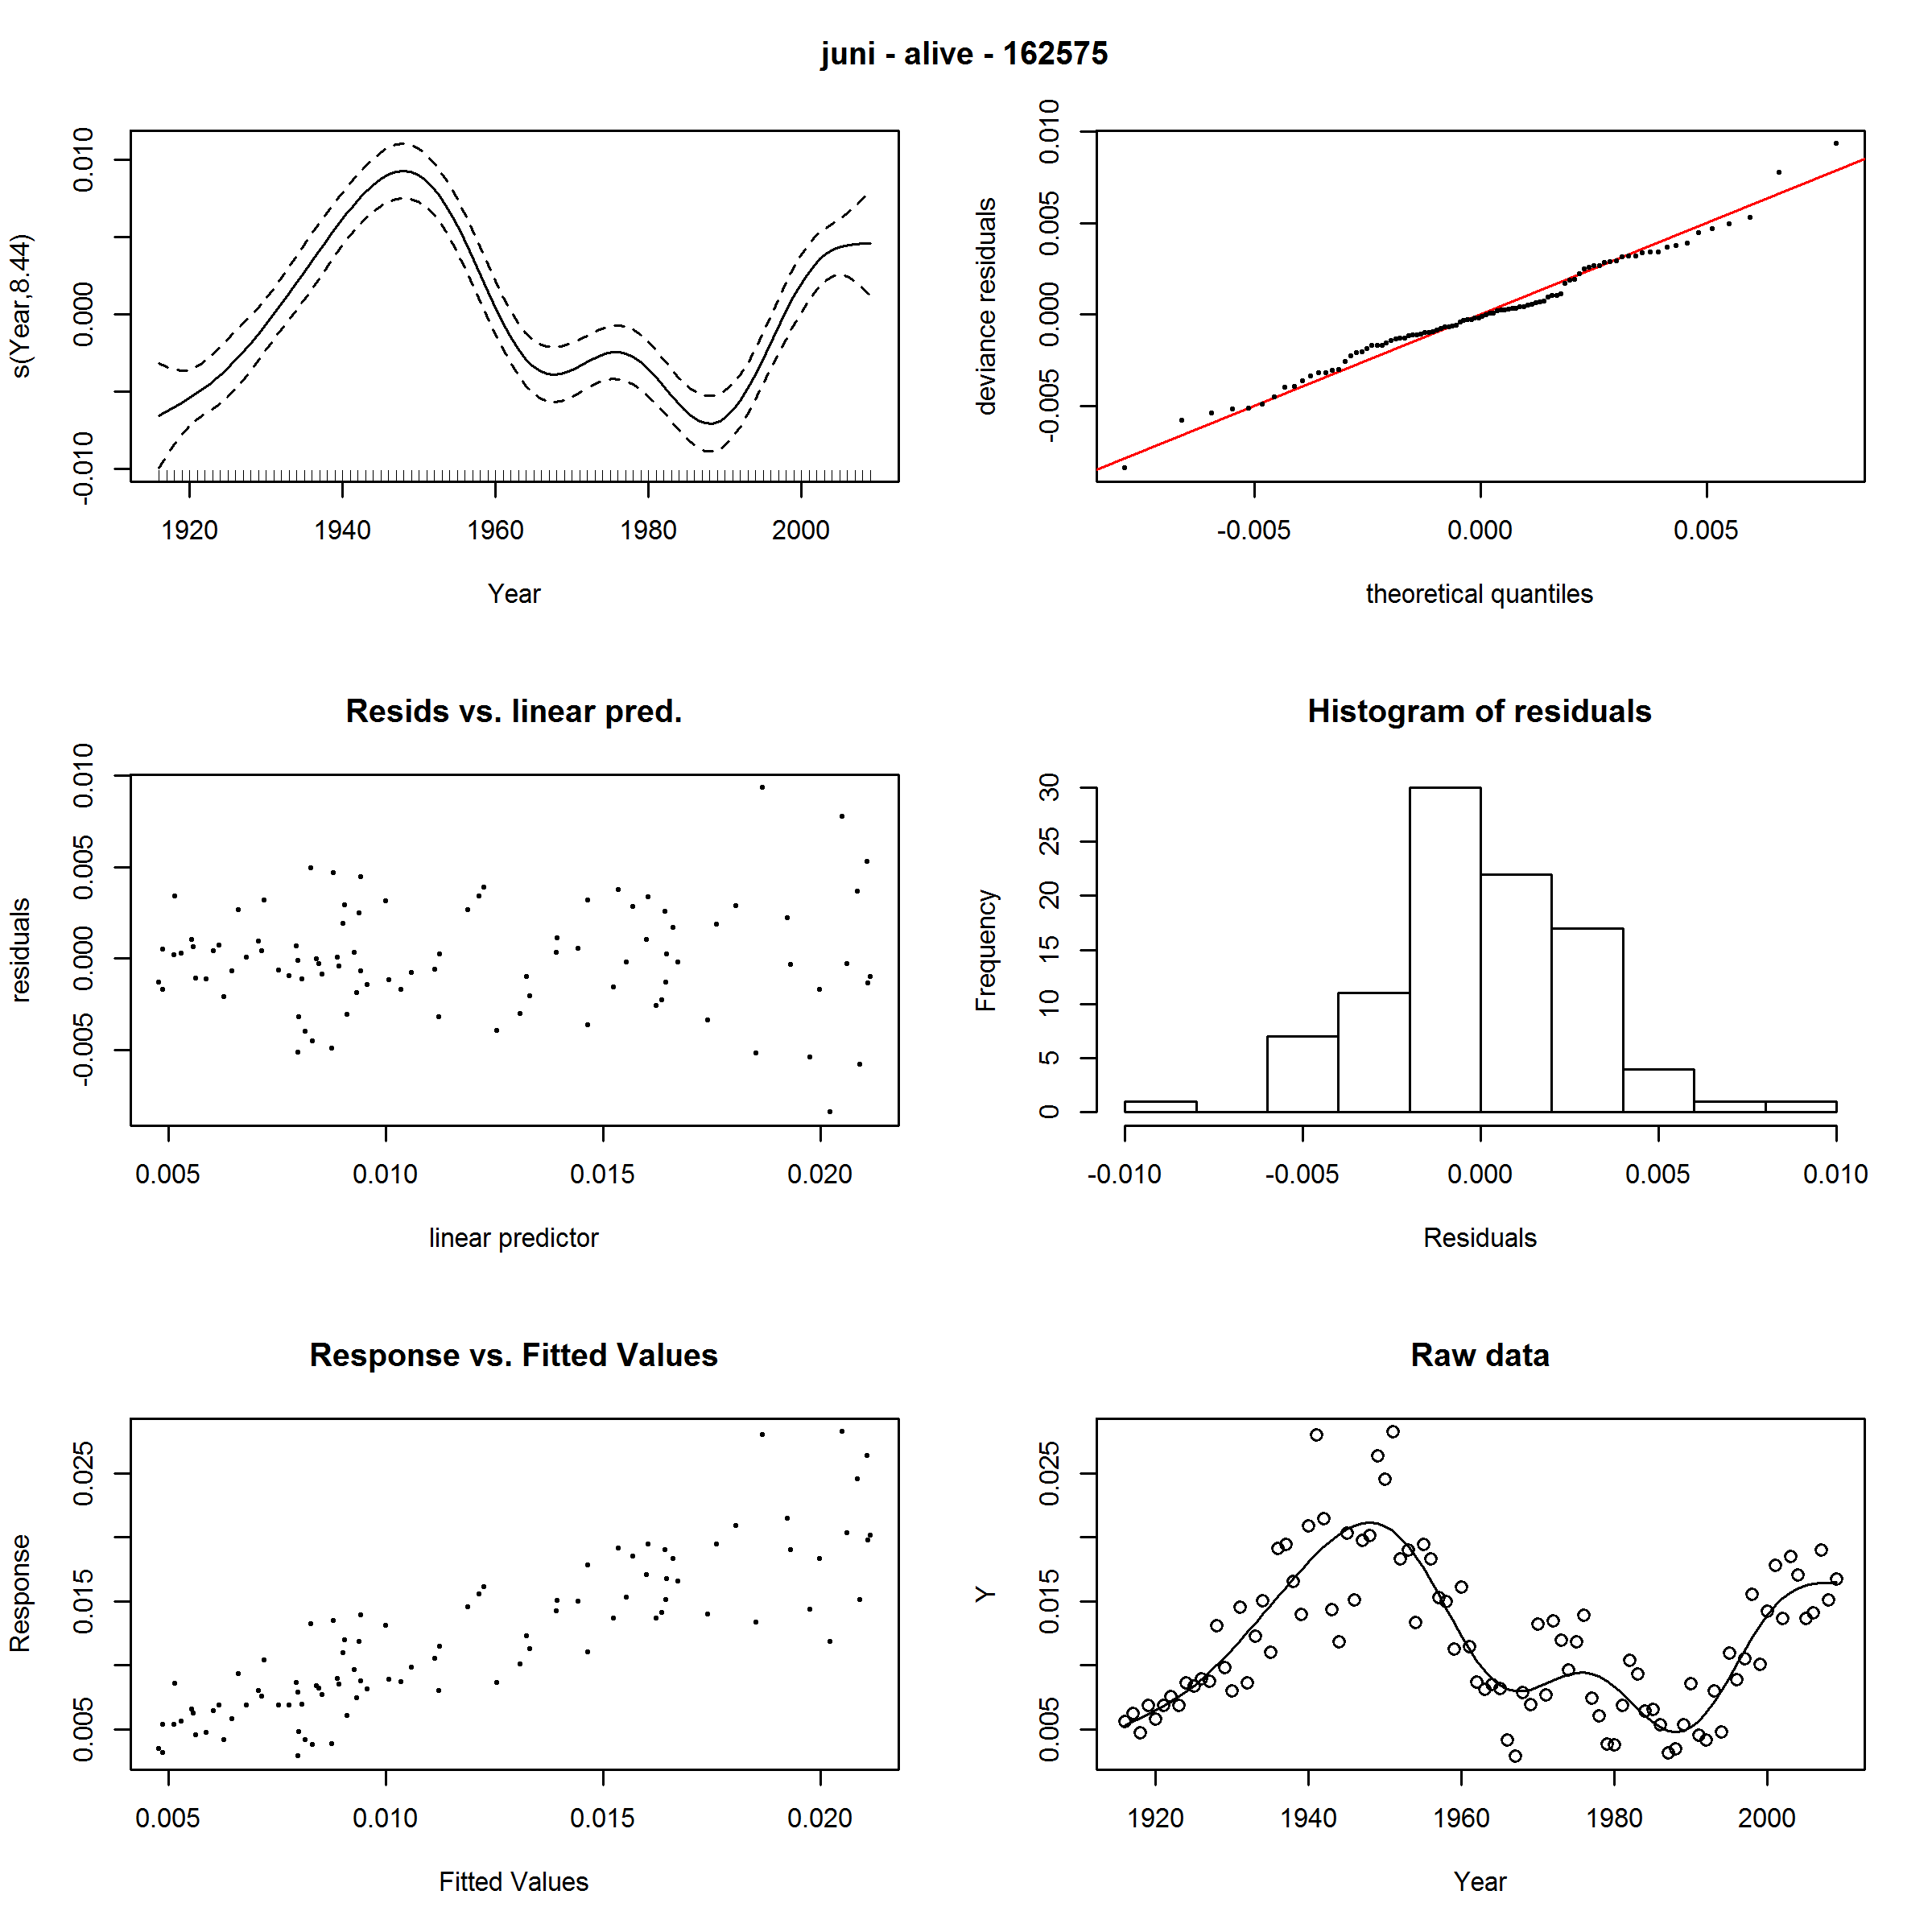 juni - alive - 162575
s(Year,8.44)
-0.010 0.000 0.010
1920 1940 1960 1980 2000
Year
deviance residuals
-0.005 0.000 0.005 0.010
-0.005 0.000 0.005
theoretical quantiles
Resids vs. linear pred.
residuals
-0.005 0.000 0.005 0.010
0.005 0.010 0.015 0.020
linear predictor
Histogram of residuals
Frequency
0 5 10 15 20 25 30
-0.010 -0.005 0.000 0.005 0.010
Residuals
Response vs. Fitted Values
Response
0.005 0.015 0.025
0.005 0.010 0.015 0.020
Fitted Values
Raw data
Y
0.005 0.015 0.025
1920 1940 1960 1980 2000
Year